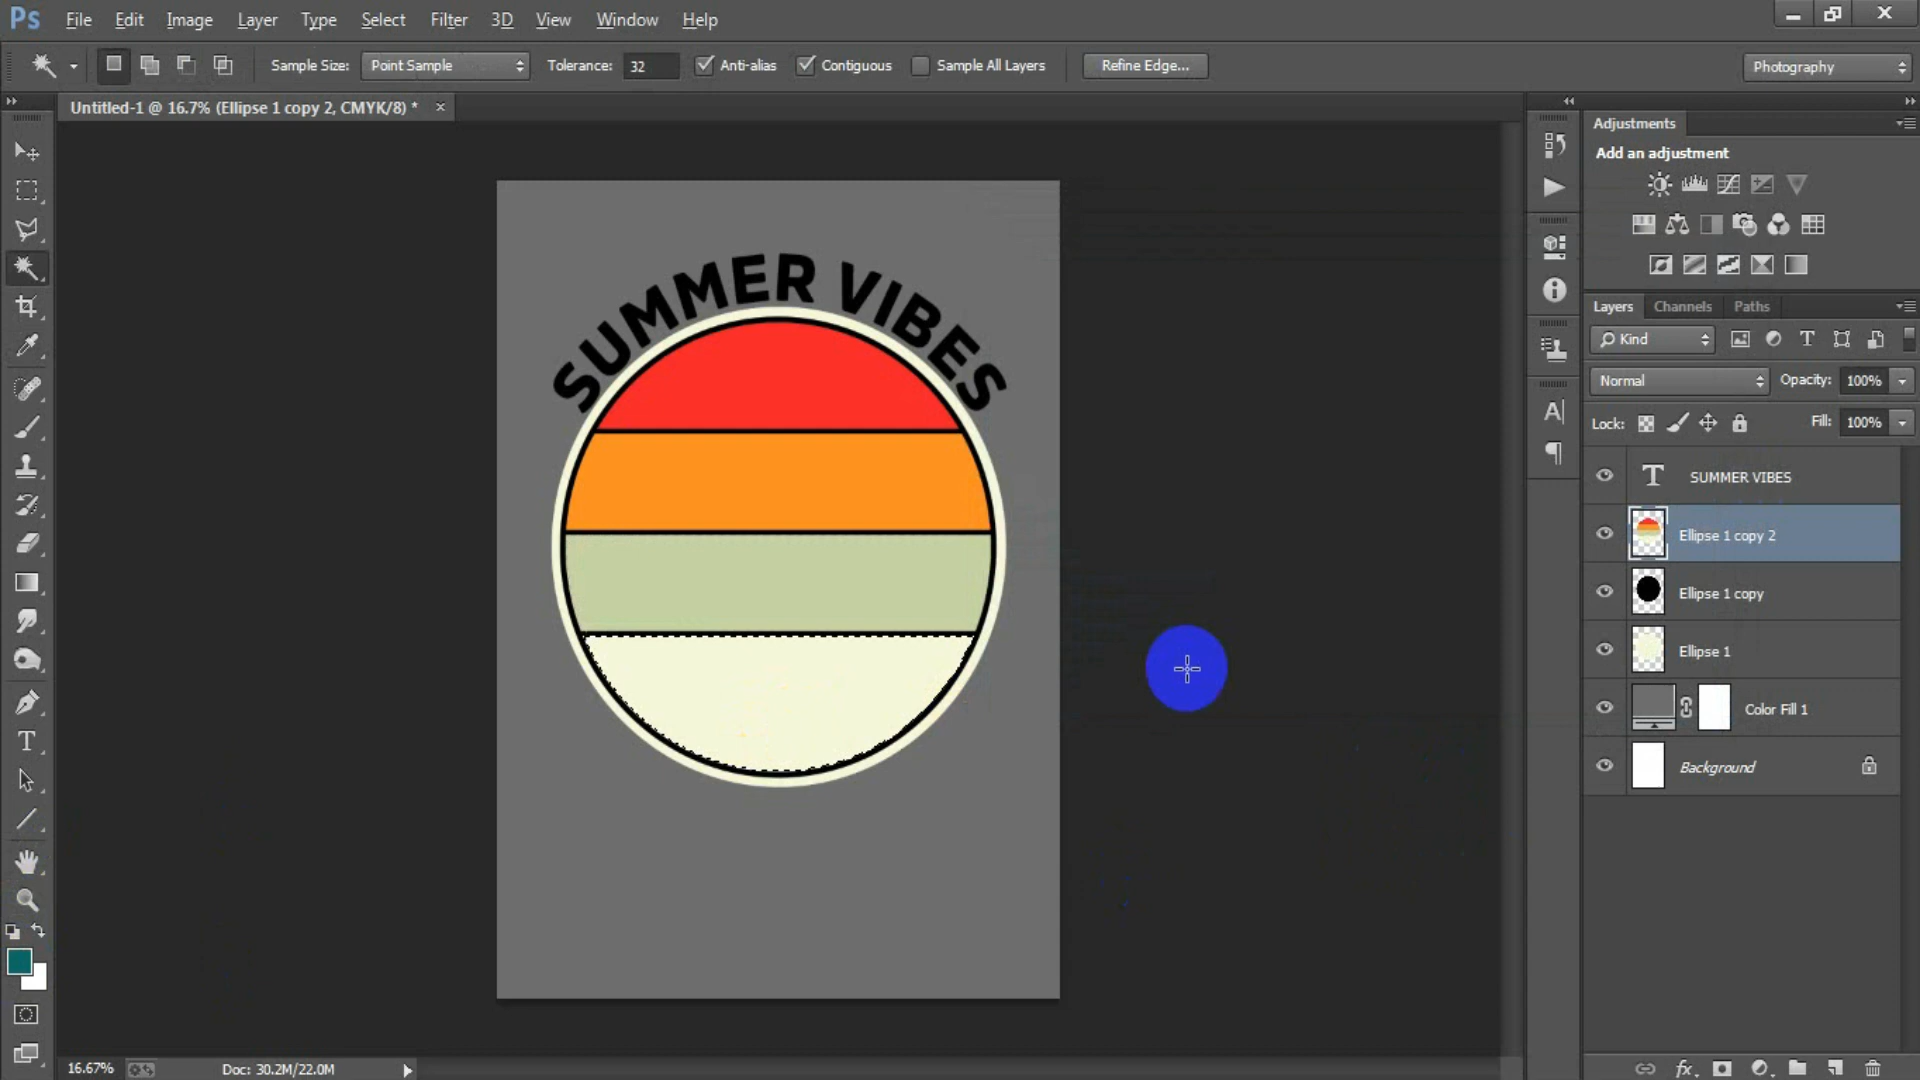 Ps File Edit Image Layer Type Select Filter 3D View Window Help
Sample Size: Point Sample Tolerance: 32 Anti-alias Contiguous Sample All Layers Refine Edge... Photography
Untitled-1 @ 16.7% (Ellipse 1 copy 2, CMYK/8) *
Adjustments
Add an adjustment
SUMMER VIBES
Layers Channels Paths
Kind
Normal Opacity: 100%
Lock: Fill: 100%
SUMMER VIBES
Ellipse 1 copy 2
Ellipse 1 copy
Ellipse 1
Color Fill 1
Background
16.67% Doc: 30.2M/22.0M